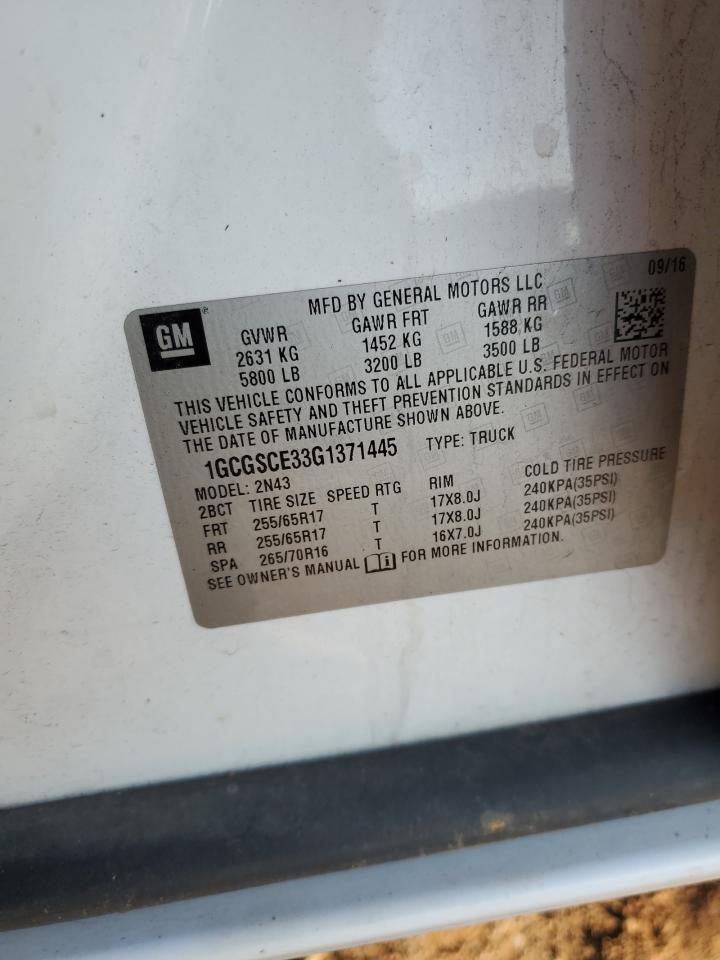 09/16
GM
MFD BY GENERAL MOTORS LLC
GVWR GAWR FRT GAWR RR
2631 KG 1452 KG 1588 KG
5800 LB 3200 LB 3500 LB
THIS VEHICLE CONFORMS TO ALL APPLICABLE U.S. FEDERAL MOTOR
VEHICLE SAFETY AND THEFT PREVENTION STANDARDS IN EFFECT ON
THE DATE OF MANUFACTURE SHOWN ABOVE.
1GCGSCE33G1371445 TYPE: TRUCK
MODEL: 2N43
2BCT TIRE SIZE SPEED RTG RIM COLD TIRE PRESSURE
FRT 255/65R17 T 17X8.0J 240KPA(35PSI)
RR 255/65R17 T 17X8.0J 240KPA(35PSI)
SPA 265/70R16 T 16X7.0J 240KPA(35PSI)
SEE OWNER'S MANUAL FOR MORE INFORMATION.